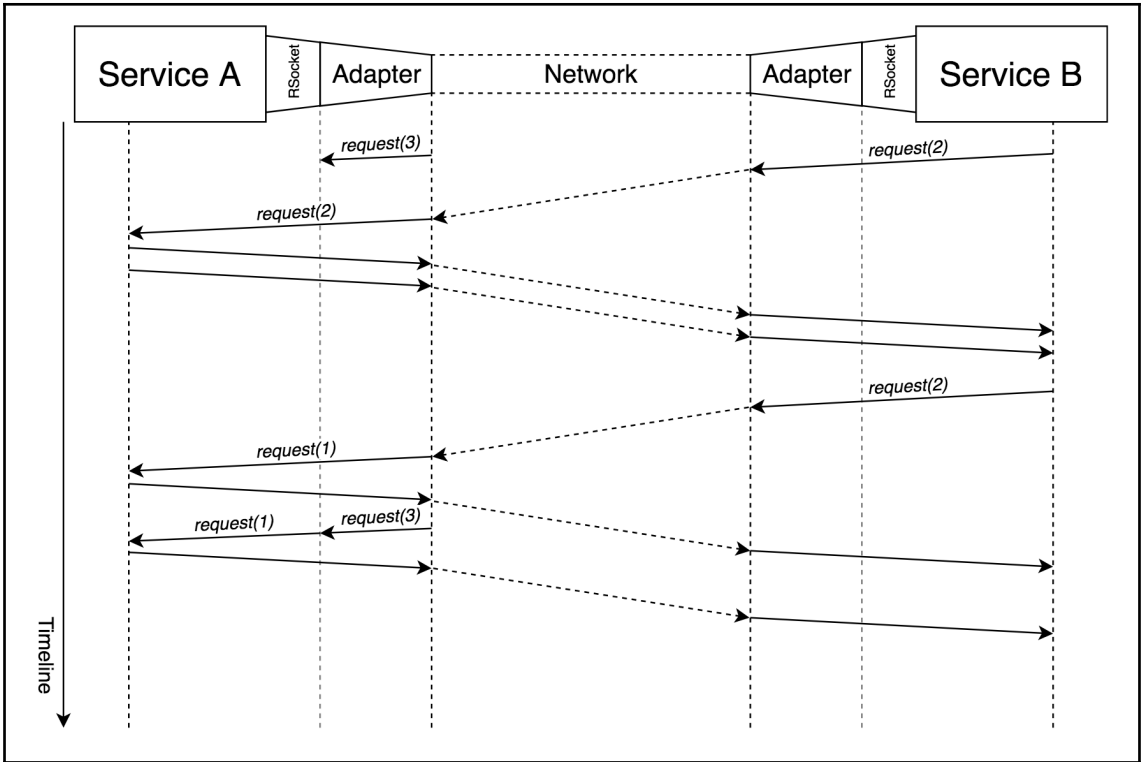 Service A
RSocket
Adapter
Network
Adapter
RSocket
Service B
request(3)
request(2)
request(2)
request(2)
request(1)
request(3)
request(1)
Timeline